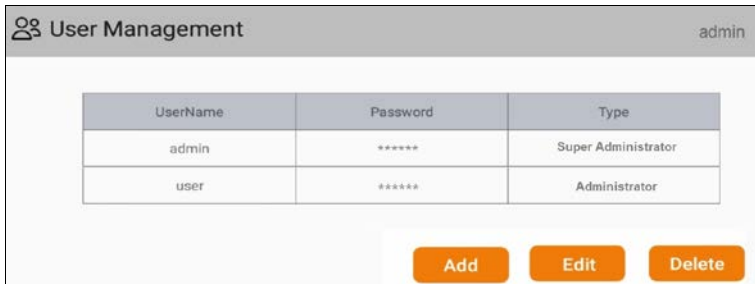 User Management admin
UserName Password Type
admin ****** Super Administrator
user ****** Administrator
Add Edit Delete